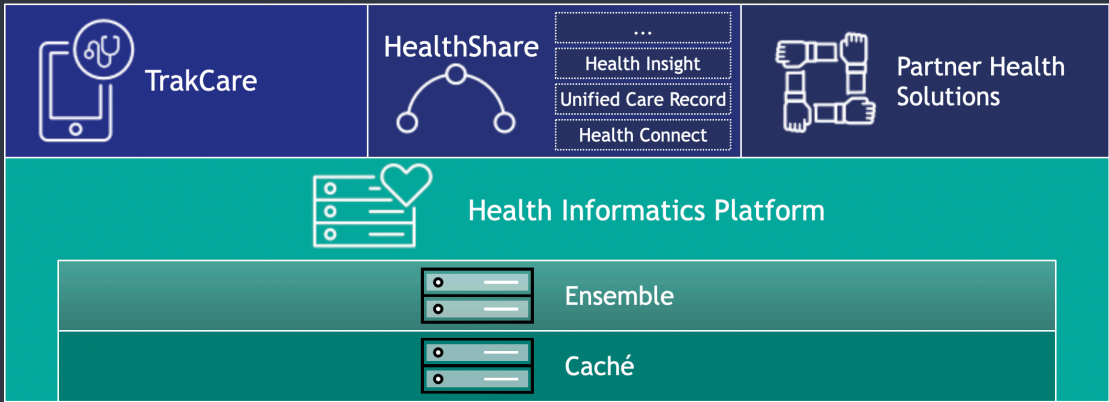 TrakCare
HealthShare
...
Health Insight
Unified Care Record
Health Connect
Partner Health
Solutions
Health Informatics Platform
Ensemble
Caché